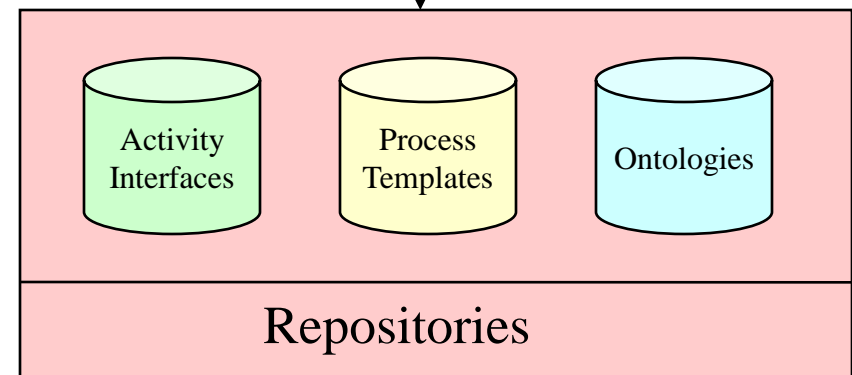 Activity
Interfaces
Process
Templates
Ontologies
Repositories